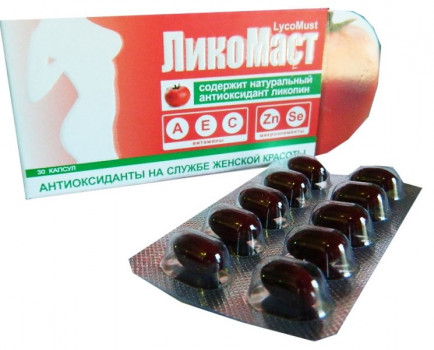 LycoMust
ЛикоМаст
содержит натуральный
антиоксидант ликопин
A E C
витамины
Zn Se
микроэлементы
30 КАПСУЛ
АНТИОКСИДАНТЫ НА СЛУЖБЕ ЖЕНСКОЙ КРАСОТЫ